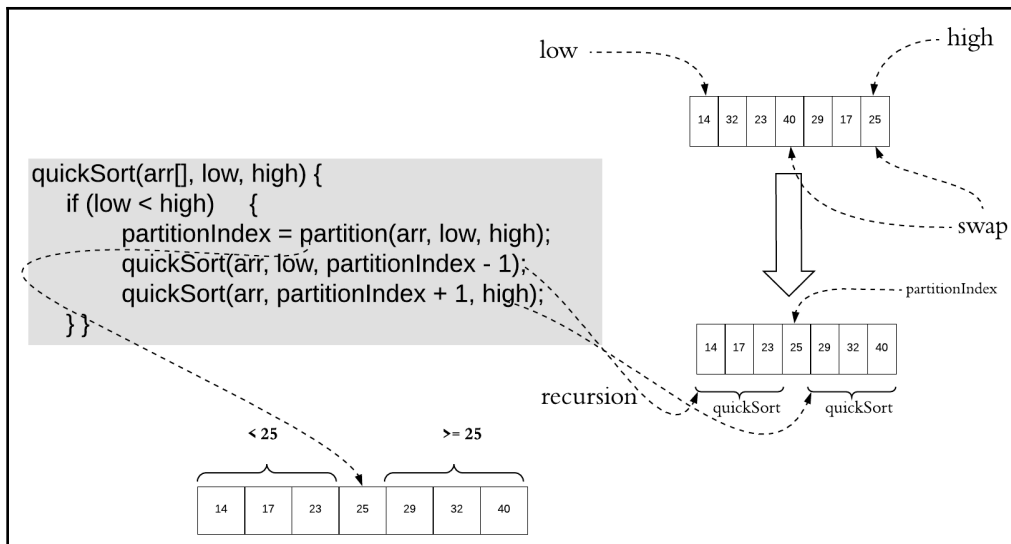 low
high
14 32 23 40 29 17 25
swap
quickSort(arr[], low, high) {
if (low < high) {
partitionIndex = partition(arr, low, high);
quickSort(arr, low, partitionIndex - 1);
quickSort(arr, partitionIndex + 1, high);
} }
partitionIndex
14 17 23 25 29 32 40
quickSort quickSort
recursion
< 25 >= 25
14 17 23 25 29 32 40